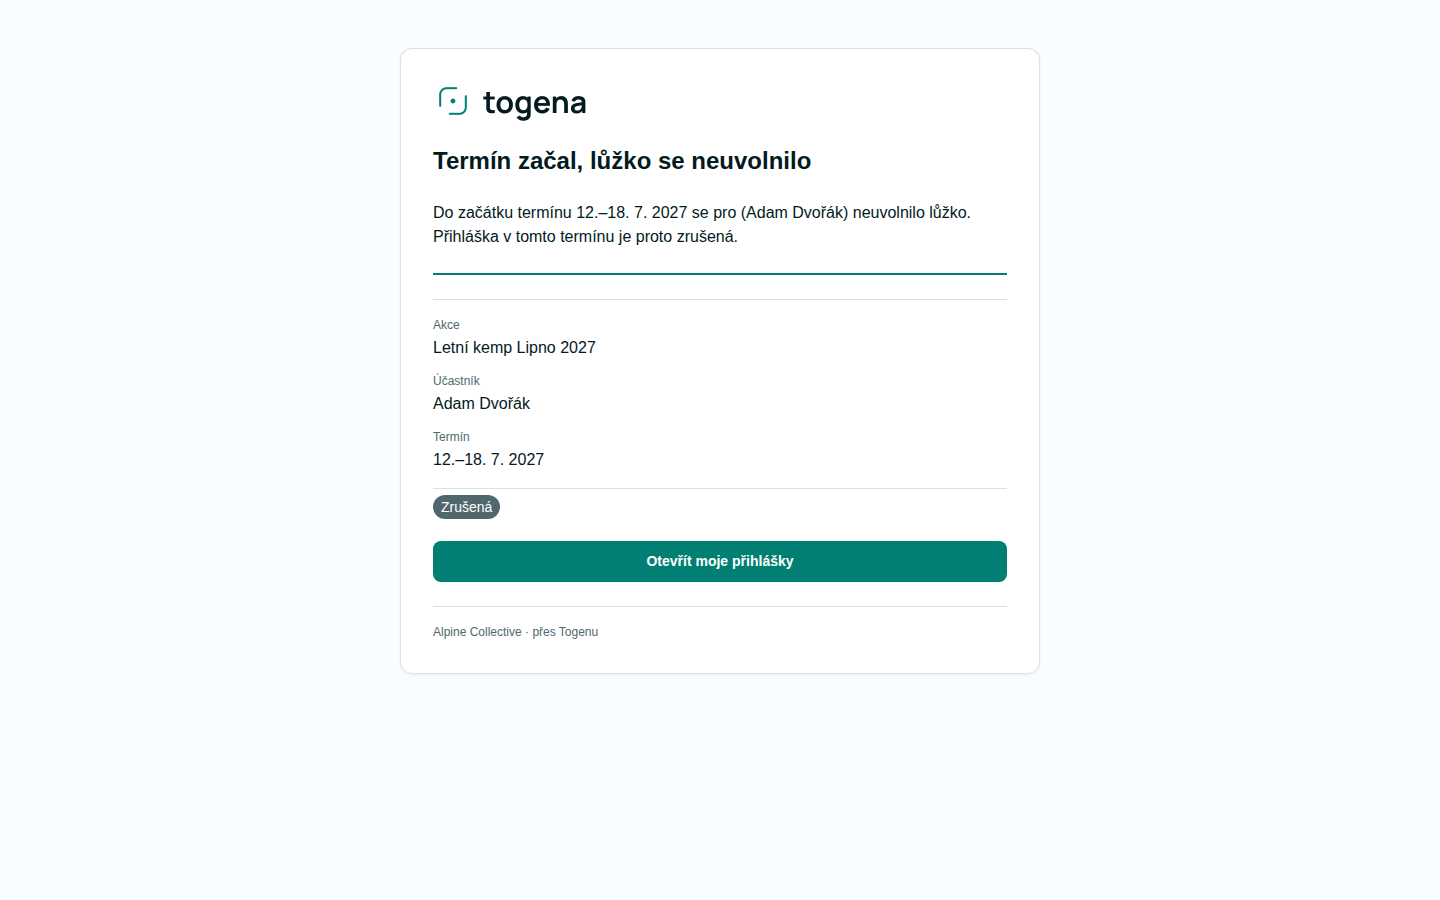 togena
Termín začal, lůžko se neuvolnilo
Do začátku termínu 12.–18. 7. 2027 se pro (Adam Dvořák) neuvolnilo lůžko.
Přihláška v tomto termínu je proto zrušená.
Akce
Letní kemp Lipno 2027
Účastník
Adam Dvořák
Termín
12.–18. 7. 2027
Zrušená
Otevřít moje přihlášky
Alpine Collective · přes Togenu